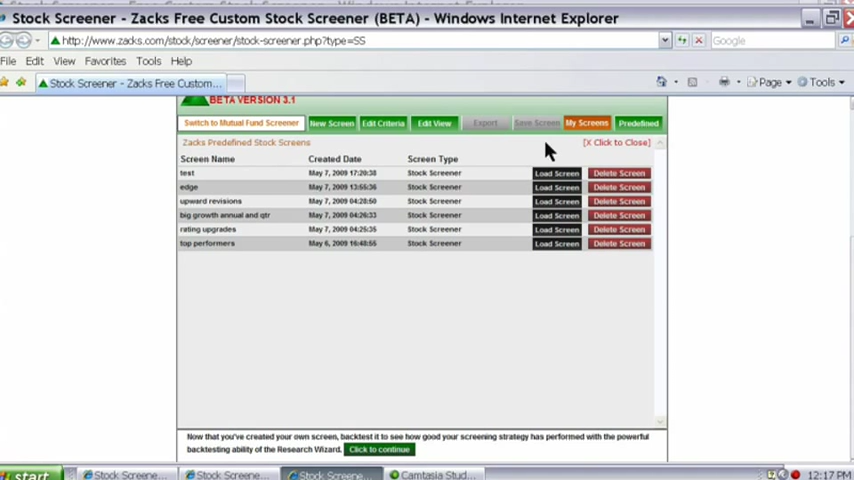 Stock Screener - Zacks Free Custom Stock Screener (BETA) - Windows Internet Explorer
http://www.zacks.com/stock/screener/stock-screener.php?type=SS
Google
File Edit View Favorites Tools Help
Stock Screener - Zacks Free Custom...
Page Tools
BETA VERSION 3.1
Switch to Mutual Fund Screener New Screen Edit Criteria Edit View Export Save Screen My Screens Predefined
Zacks Predefined Stock Screens [X Click to Close]
Screen Name Created Date Screen Type
test May 7, 2009 17:20:38 Stock Screener Load Screen Delete Screen
edge May 7, 2009 13:55:36 Stock Screener Load Screen Delete Screen
upward revisions May 7, 2009 04:28:50 Stock Screener Load Screen Delete Screen
big growth annual and qtr May 7, 2009 04:26:33 Stock Screener Load Screen Delete Screen
rating upgrades May 7, 2009 04:25:35 Stock Screener Load Screen Delete Screen
top performers May 6, 2009 16:48:55 Stock Screener Load Screen Delete Screen
Now that you've created your own screen, backtest it to see how good your screening strategy has performed with the powerful
backtesting ability of the Research Wizard. Click to continue
start Stock Screene... Stock Screene... Stock Screene... Camtasia Stud... 12:17 PM